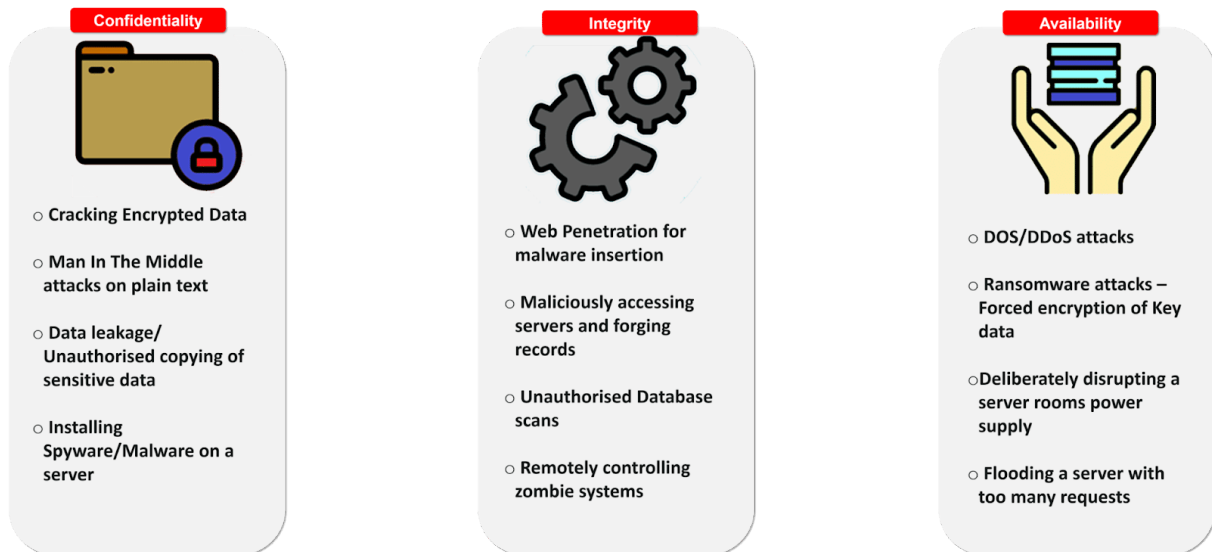 Confidentiality
○ Cracking Encrypted Data
○ Man In The Middle
attacks on plain text
○ Data leakage/
Unauthorised copying of
sensitive data
○ Installing
Spyware/Malware on a
server
Integrity
○ Web Penetration for
malware insertion
○ Maliciously accessing
servers and forging
records
○ Unauthorised Database
scans
○ Remotely controlling
zombie systems
Availability
○ DOS/DDoS attacks
○ Ransomware attacks –
Forced encryption of Key
data
○Deliberately disrupting a
server rooms power
supply
○ Flooding a server with
too many requests